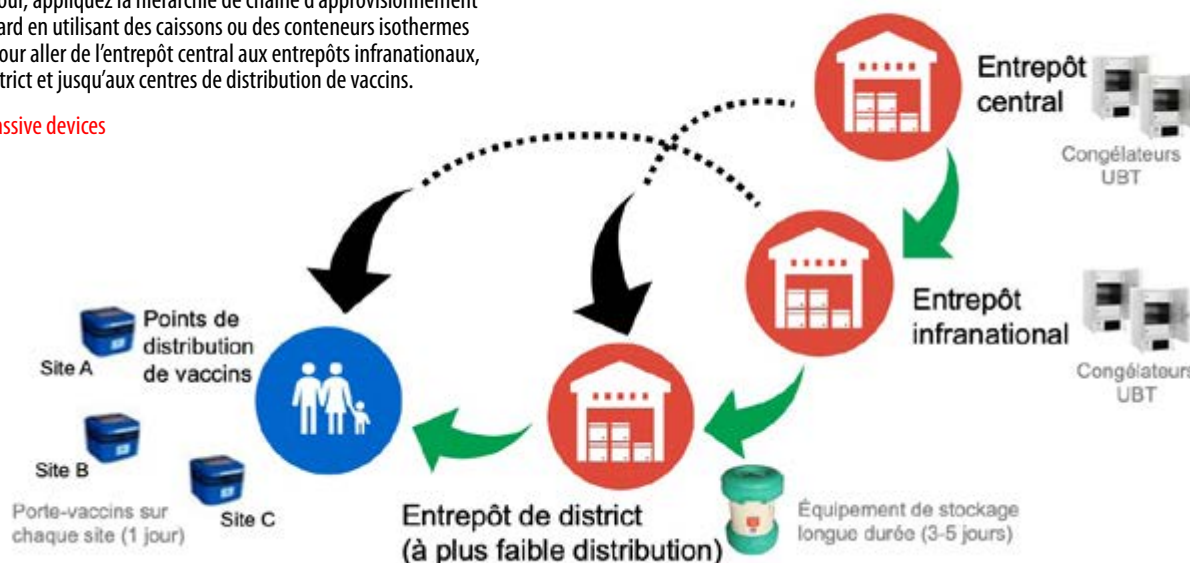 our, appliquez la hiérarchie de chaîne d'approvisionnement
ard en utilisant des caissons ou des conteneurs isothermes
our aller de l'entrepôt central aux entrepôts infranationaux,
trict et jusqu'aux centres de distribution de vaccins.
assive devices
Entrepôt
central
Congélateurs
UBT
Entrepôt
infranational
Congélateurs
UBT
Points de
distribution
de vaccins
Site A
Site B
Site C
Porte-vaccins sur
chaque site (1 jour)
Entrepôt de district
(à plus faible distribution)
Équipement de stockage
longue durée (3-5 jours)